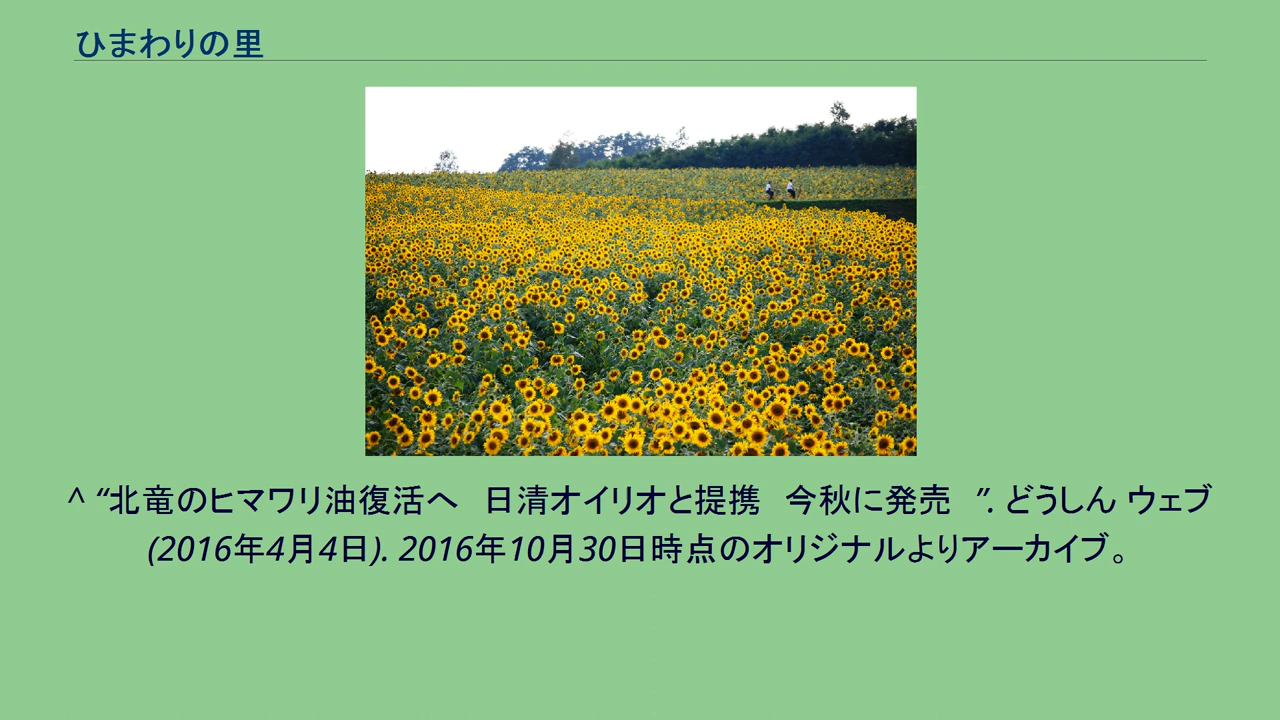 ひまわりの里
^ “北竜のヒマワリ油復活へ　日清オイリオと提携　今秋に発売　”. どうしん ウェブ
(2016年4月4日). 2016年10月30日時点のオリジナルよりアーカイブ。